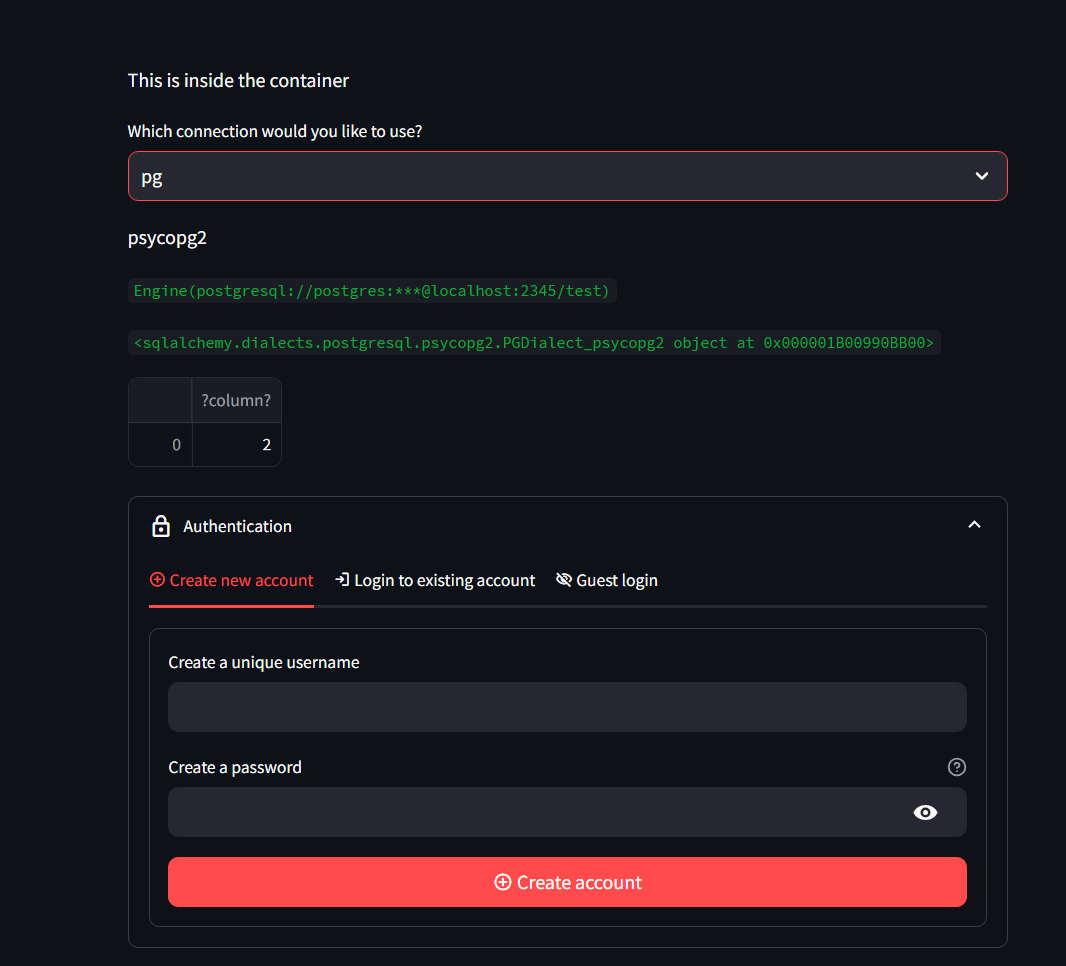 This is inside the container
Which connection would you like to use?
pg
psycopg2
Engine(postgresql://postgres:***@localhost:2345/test)
<sqlalchemy.dialects.postgresql.psycopg2.PGDialect_psycopg2 object at 0x000001B00990BB00>
?column?
0 2
Authentication
Create new account Login to existing account Guest login
Create a unique username
Create a password
Create account